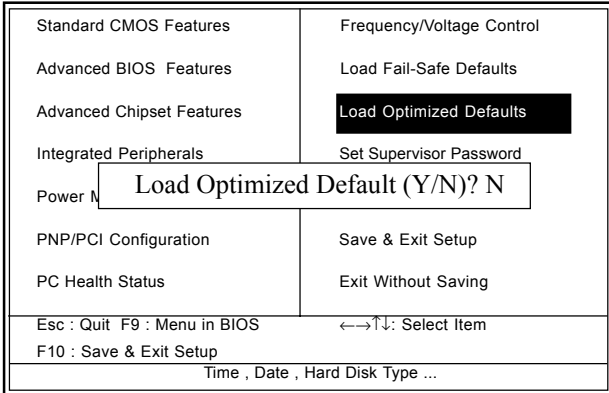 Standard CMOS Features
Advanced BIOS Features
Advanced Chipset Features
Integrated Peripherals
Power M
PNP/PCI Configuration
PC Health Status
Frequency/Voltage Control
Load Fail-Safe Defaults
Load Optimized Defaults
Set Supervisor Password
Save & Exit Setup
Exit Without Saving
Load Optimized Default (Y/N)? N
Esc : Quit F9 : Menu in BIOS
←→↑↓: Select Item
F10 : Save & Exit Setup
Time , Date , Hard Disk Type ...